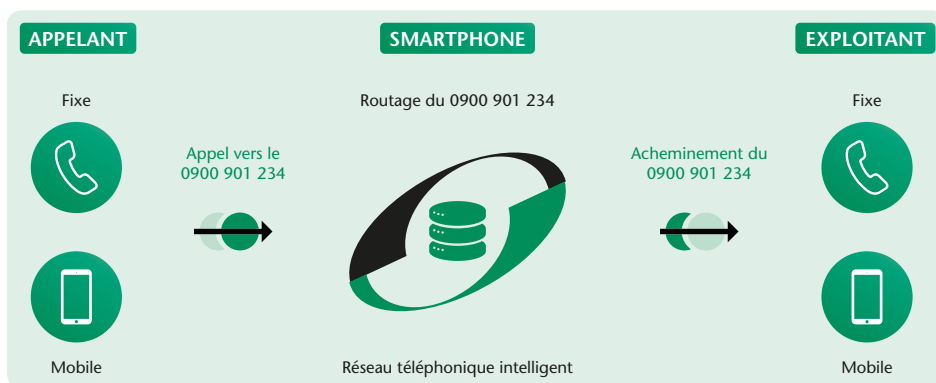 APPELANT
SMARTPHONE
EXPLOITANT
Fixe
Routage du 0900 901 234
Fixe
Appel vers le
0900 901 234
Acheminement du
0900 901 234
Mobile
Réseau téléphonique intelligent
Mobile